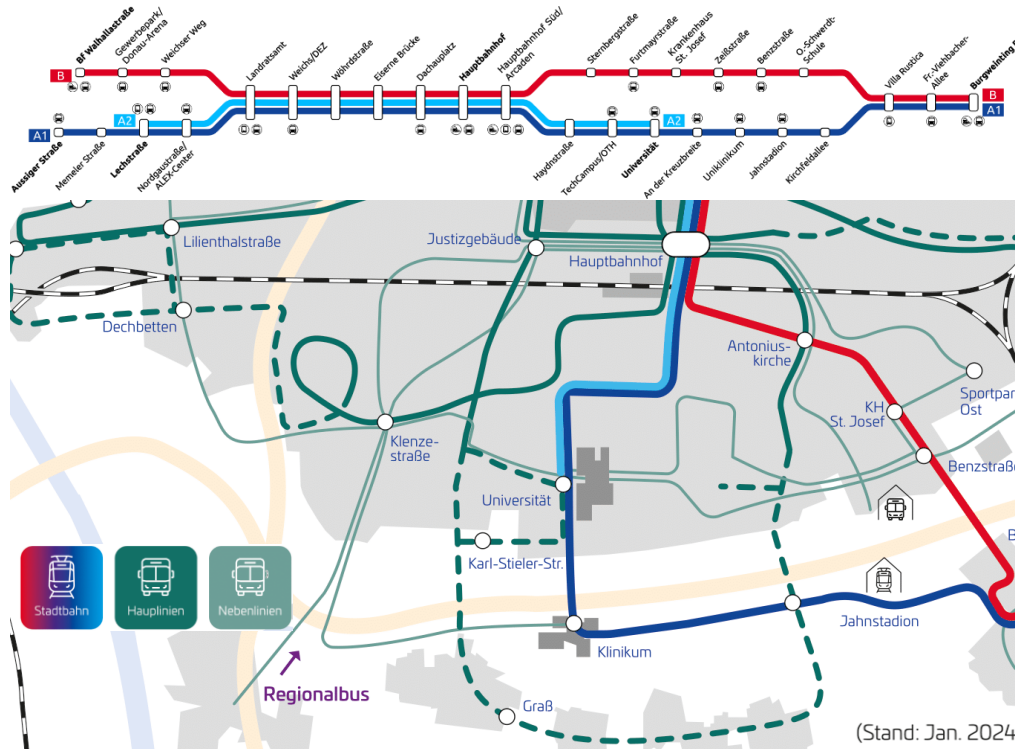 Bf Walhallastraße
Gewerbepark/
Donau-Arena
Weichser Weg
Landratsamt
Weichs/DEZ
Wöhrdstraße
Eiserne Brücke
Dachauplatz
Hauptbahnhof
Hauptbahnhof Süd/
Arcaden
Sternbergstraße
Furtmayrstraße
Krankenhaus
St. Josef
Zeißstraße
Benzstraße
O.-Schwerdt-
Schule
Villa Rustica
Fr.-Viehbacher-
Allee
Burgweinting B
B
B
A2
A2
A1
A1
Aussiger Straße
Memeler Straße
Lechstraße
Nordgaustraße/
ALEX-Center
Haydnstraße
TechCampus/OTH
Universität
An der Kreuzbreite
Uniklinikum
Jahnstadion
Kirchfeldallee
Lilienthalstraße
Justizgebäude
Hauptbahnhof
Dechbetten
Antonius-
kirche
Sportpar
Ost
KH
St. Josef
Klenze-
straße
Benzstraße
Universität
Karl-Stieler-Str.
B
Stadtbahn
Hauplinien
Nebenlinien
Jahnstadion
Klinikum
Regionalbus
Graß
(Stand: Jan. 2024